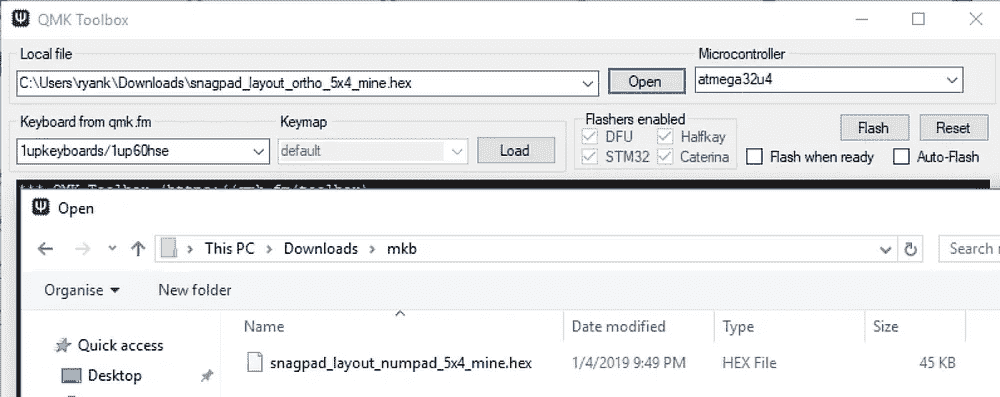 QMK Toolbox
Local file
C:\Users\ryank\Downloads\snagpad_layout_ortho_5x4_mine.hex
Open
Microcontroller
atmega32u4
Keyboard from qmk.fm
1upkeyboards/1up60hse
Keymap
default
Load
Flashers enabled
DFU
Halfkay
STM32
Caterina
Flash
Reset
Flash when ready
Auto-Flash
*** QMK Toolbox (https://qmk.fm/toolbox)
Open
This PC
Downloads
mkb
Search
Organise
New folder
Name
Date modified
Type
Size
Quick access
Desktop
snagpad_layout_numpad_5x4_mine.hex
1/4/2019 9:49 PM
HEX File
45 KB